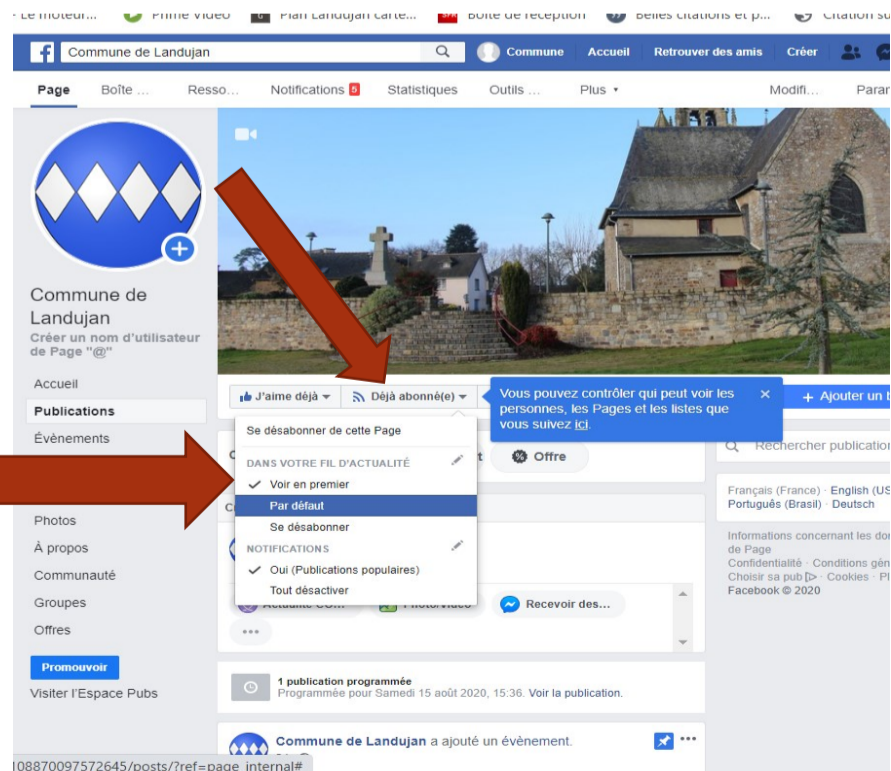 Le moteur...
Prime Video
Plan Landujan carte...
Boîte de réception
Belles citations et p...
Citation su
Commune de Landujan
Commune
Accueil
Retrouver des amis
Créer
Page
Boîte …
Resso…
Notifications 5
Statistiques
Outils …
Plus
Modifi…
Parar
Commune de
Landujan
Créer un nom d'utilisateur
de Page "@"
Accueil
Publications
Évènements
Photos
À propos
Communauté
Groupes
Offres
Promouvoir
Visiter l'Espace Pubs
J'aime déjà
Déjà abonné(e)
Vous pouvez contrôler qui peut voir les
personnes, les Pages et les listes que
vous suivez ici.
+ Ajouter un b
Se désabonner de cette Page
DANS VOTRE FIL D'ACTUALITÉ
Voir en premier
Par défaut
Se désabonner
NOTIFICATIONS
Oui (Publications populaires)
Tout désactiver
Offre
Recevoir des...
1 publication programmée
Programmée pour Samedi 15 août 2020, 15:36. Voir la publication.
Commune de Landujan a ajouté un évènement.
Rechercher publication
Français (France) · English (US
Português (Brasil) · Deutsch
Informations concernant les dor
de Page
Confidentialité · Conditions gén
Choisir sa pub · Cookies · Pl
Facebook © 2020
108870097572645/posts/?ref=page_internal#